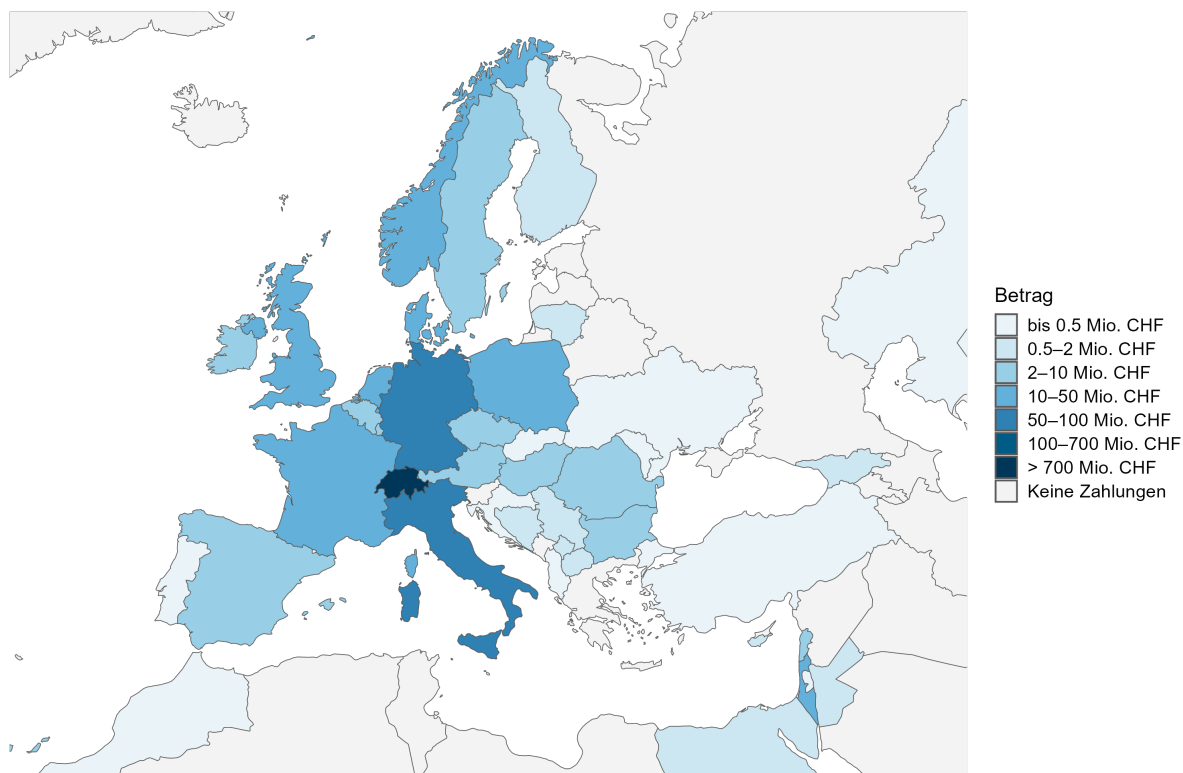 Betrag
bis 0.5 Mio. CHF
0.5–2 Mio. CHF
2–10 Mio. CHF
10–50 Mio. CHF
50–100 Mio. CHF
100–700 Mio. CHF
> 700 Mio. CHF
Keine Zahlungen